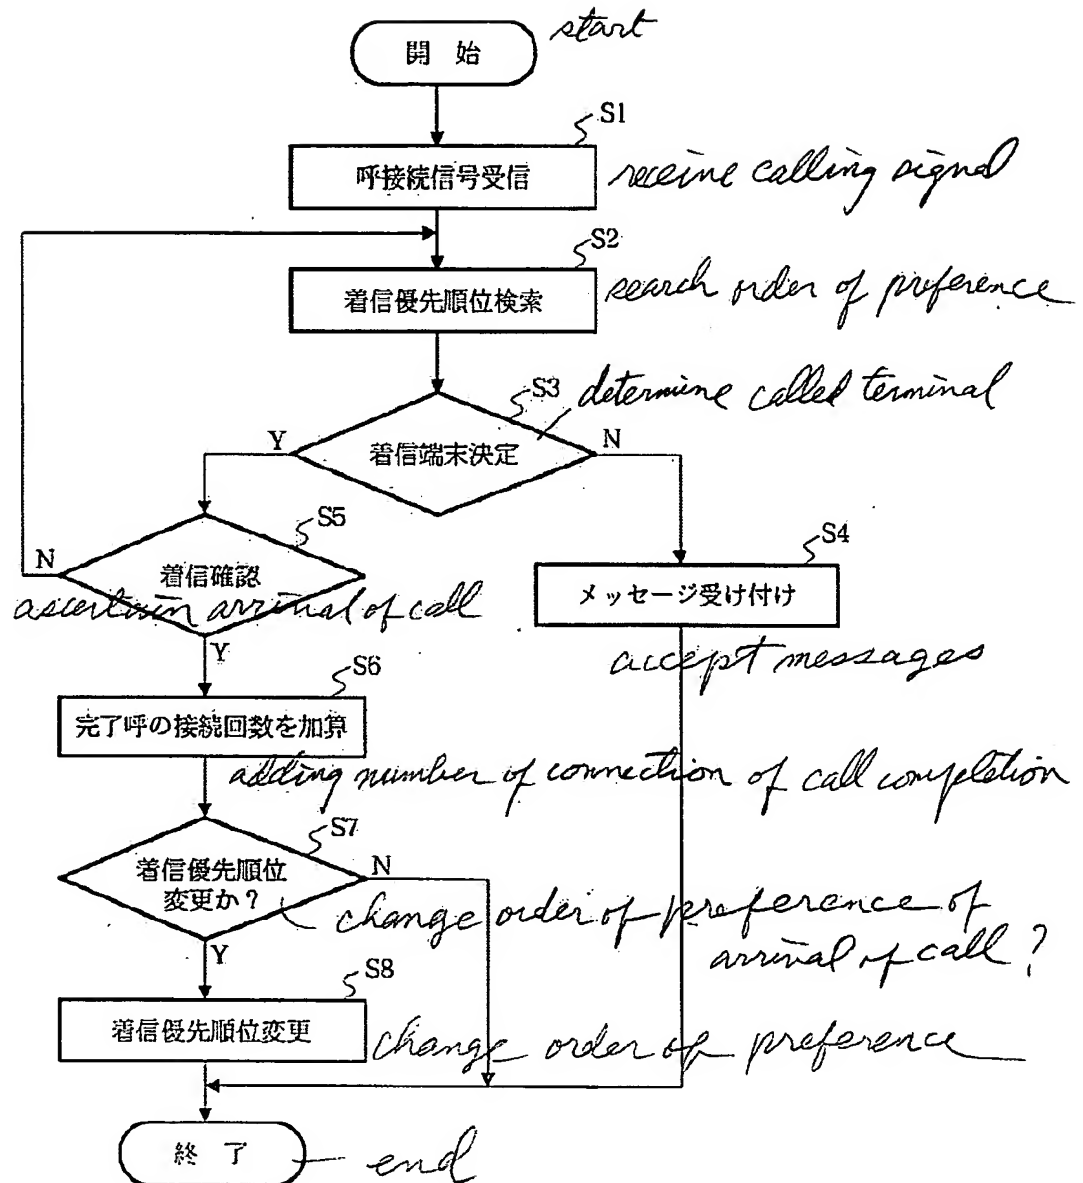 開 始
start
S1
呼接続信号受信
receive calling signal
S2
着信優先順位検索
search order of preference
S3
determine called terminal
Y
着信端末決定
N
S5
S4
N
着信確認
メッセージ受け付け
ascertain arrival of call
Y
accept messages
S6
完了呼の接続回数を加算
adding number of connection of call completion
S7
着信優先順位
N
変更か?
change order of preference of
arrival of call?
Y
S8
着信優先順位変更
change order of preference
終 了
end